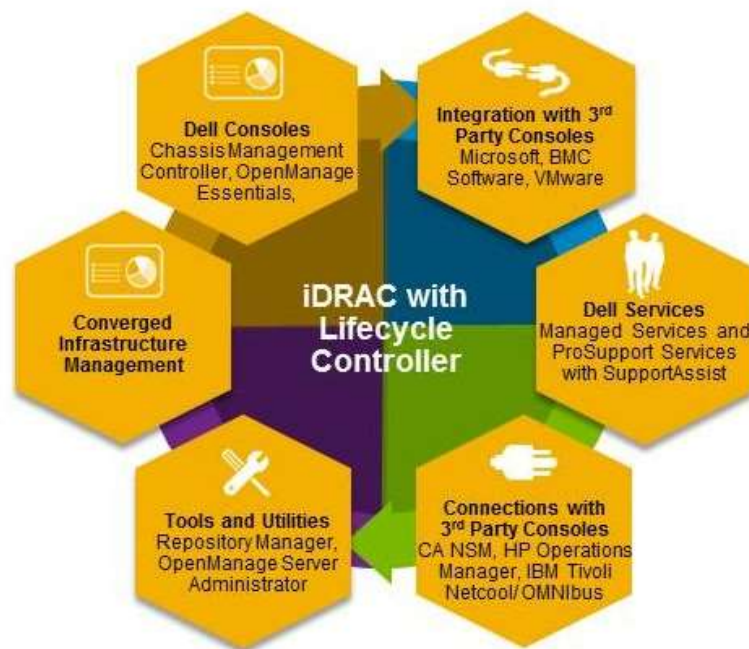 Dell Consoles
Chassis Management
Controller, OpenManage
Essentials,
Integration with 3rd
Party Consoles
Microsoft, BMC
Software, VMware
Converged
Infrastructure
Management
iDRAC with
Lifecycle
Controller
Dell Services
Managed Services and
ProSupport Services
with SupportAssist
Tools and Utilities
Repository Manager,
OpenManage Server
Administrator
Connections with
3rd Party Consoles
CA NSM, HP Operations
Manager, IBM Tivoli
Netcool/OMNIbus